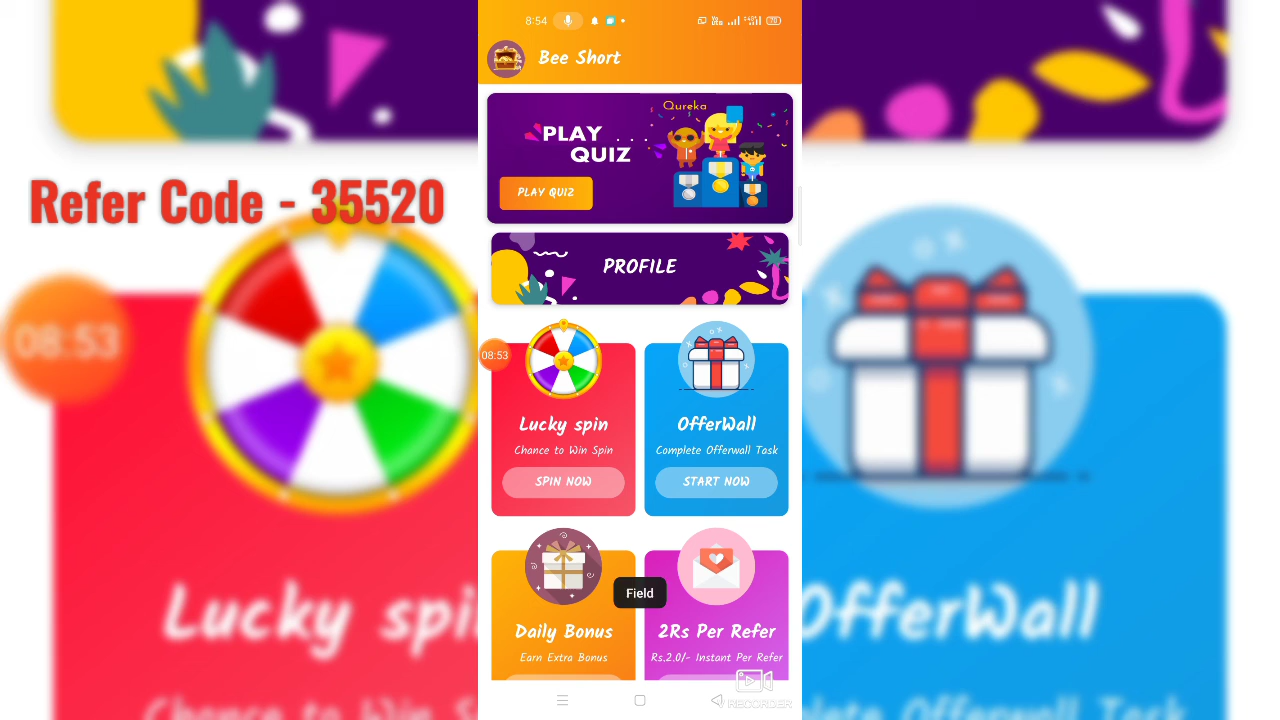 8:54
70
Bee Short
Qureka
PLAY
QUIZ
PLAY QUIZ
Refer Code - 35520
PROFILE
08:53
08:53
Lucky spin
Chance to Win Spin
SPIN NOW
OfferWall
Complete Offerwall Task
START NOW
Field
Daily Bonus
Earn Extra Bonus
2Rs Per Refer
Rs.2.0/- Instant Per Refer
RECORDER
Lucky spi
OfferWall